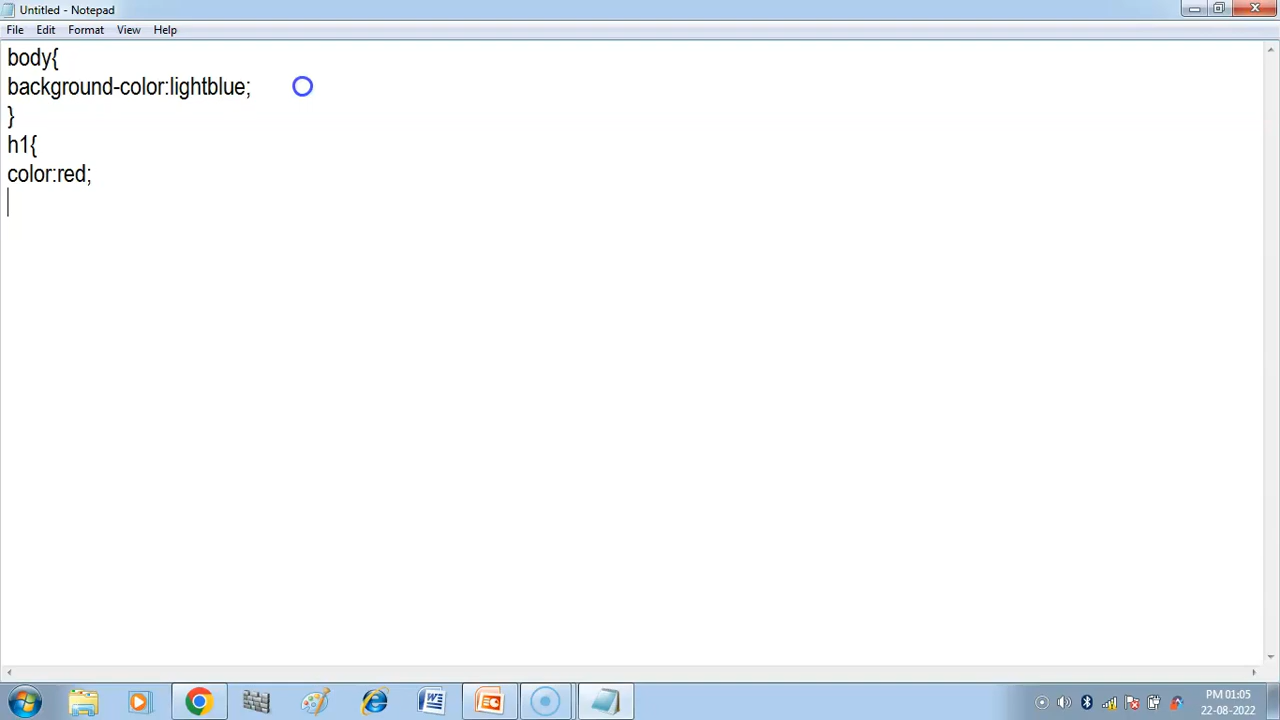 Untitled - Notepad
File Edit Format View Help
body{
background-color:lightblue;
}
h1{
color:red;
PM 01:05
22-08-2022